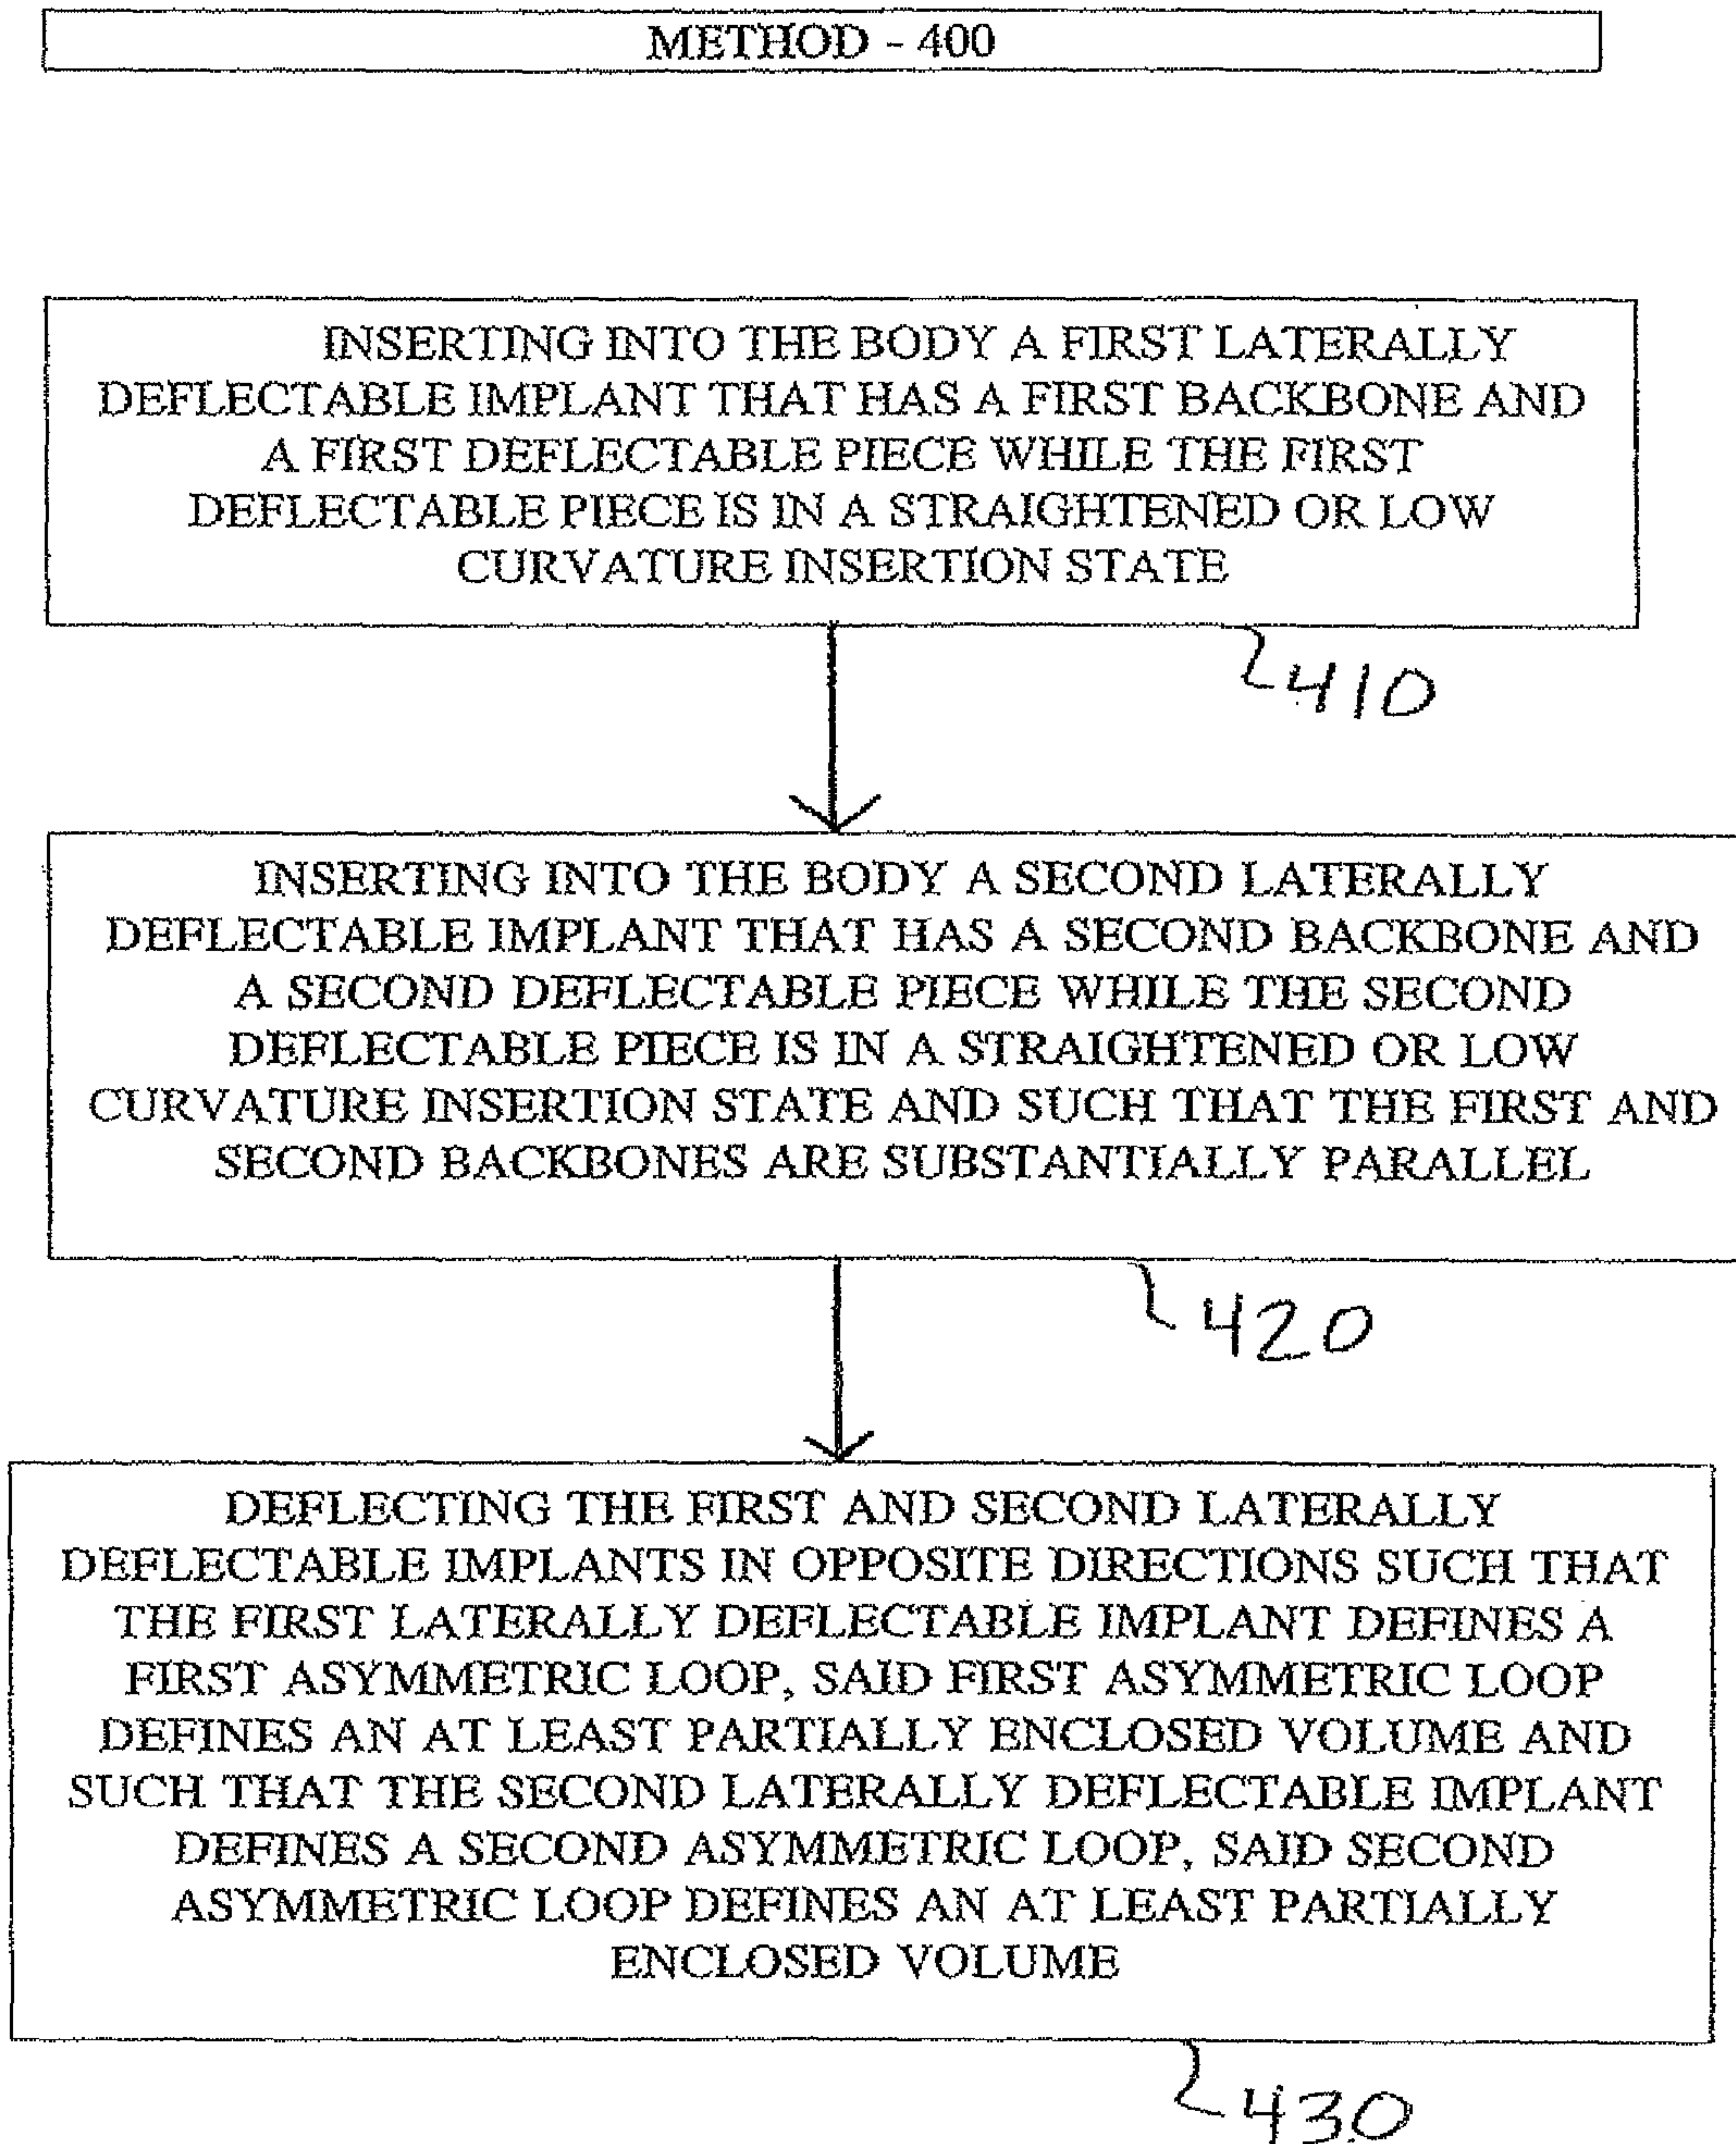 METHOD - 400
INSERTING INTO THE BODY A FIRST LATERALLY
DEFLECTABLE IMPLANT THAT HAS A FIRST BACKBONE AND
A FIRST DEFLECTABLE PIECE WHILE THE FIRST
DEFLECTABLE PIECE IS IN A STRAIGHTENED OR LOW
CURVATURE INSERTION STATE
410
INSERTING INTO THE BODY A SECOND LATERALLY
DEFLECTABLE IMPLANT THAT HAS A SECOND BACKBONE AND
A SECOND DEFLECTABLE PIECE WHILE THE SECOND
DEFLECTABLE PIECE IS IN A STRAIGHTENED OR LOW
CURVATURE INSERTION STATE AND SUCH THAT THE FIRST AND
SECOND BACKBONES ARE SUBSTANTIALLY PARALLEL
420
DEFLECTING THE FIRST AND SECOND LATERALLY
DEFLECTABLE IMPLANTS IN OPPOSITE DIRECTIONS SUCH THAT
THE FIRST LATERALLY DEFLECTABLE IMPLANT DEFINES A
FIRST ASYMMETRIC LOOP, SAID FIRST ASYMMETRIC LOOP
DEFINES AN AT LEAST PARTIALLY ENCLOSED VOLUME AND
SUCH THAT THE SECOND LATERALLY DEFLECTABLE IMPLANT
DEFINES A SECOND ASYMMETRIC LOOP, SAID SECOND
ASYMMETRIC LOOP DEFINES AN AT LEAST PARTIALLY
ENCLOSED VOLUME
430